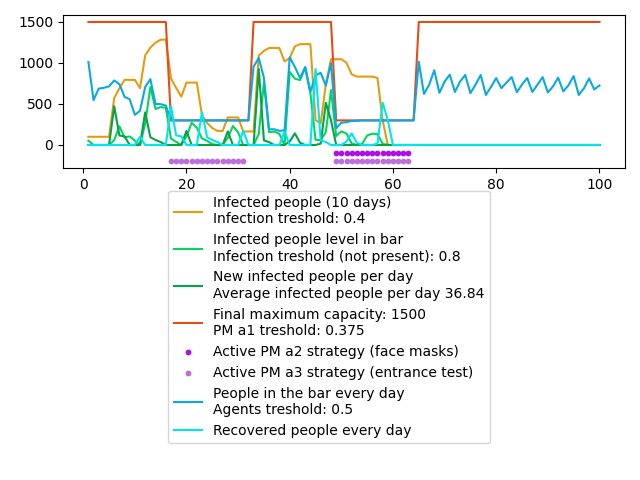 1500
1000
500
0
0
20
40
60
80
100
Infected people (10 days)
Infection treshold: 0.4
Infected people level in bar
Infection treshold (not present): 0.8
New infected people per day
Average infected people per day 36.84
Final maximum capacity: 1500
PM a1 treshold: 0.375
Active PM a2 strategy (face masks)
Active PM a3 strategy (entrance test)
People in the bar every day
Agents treshold: 0.5
Recovered people every day